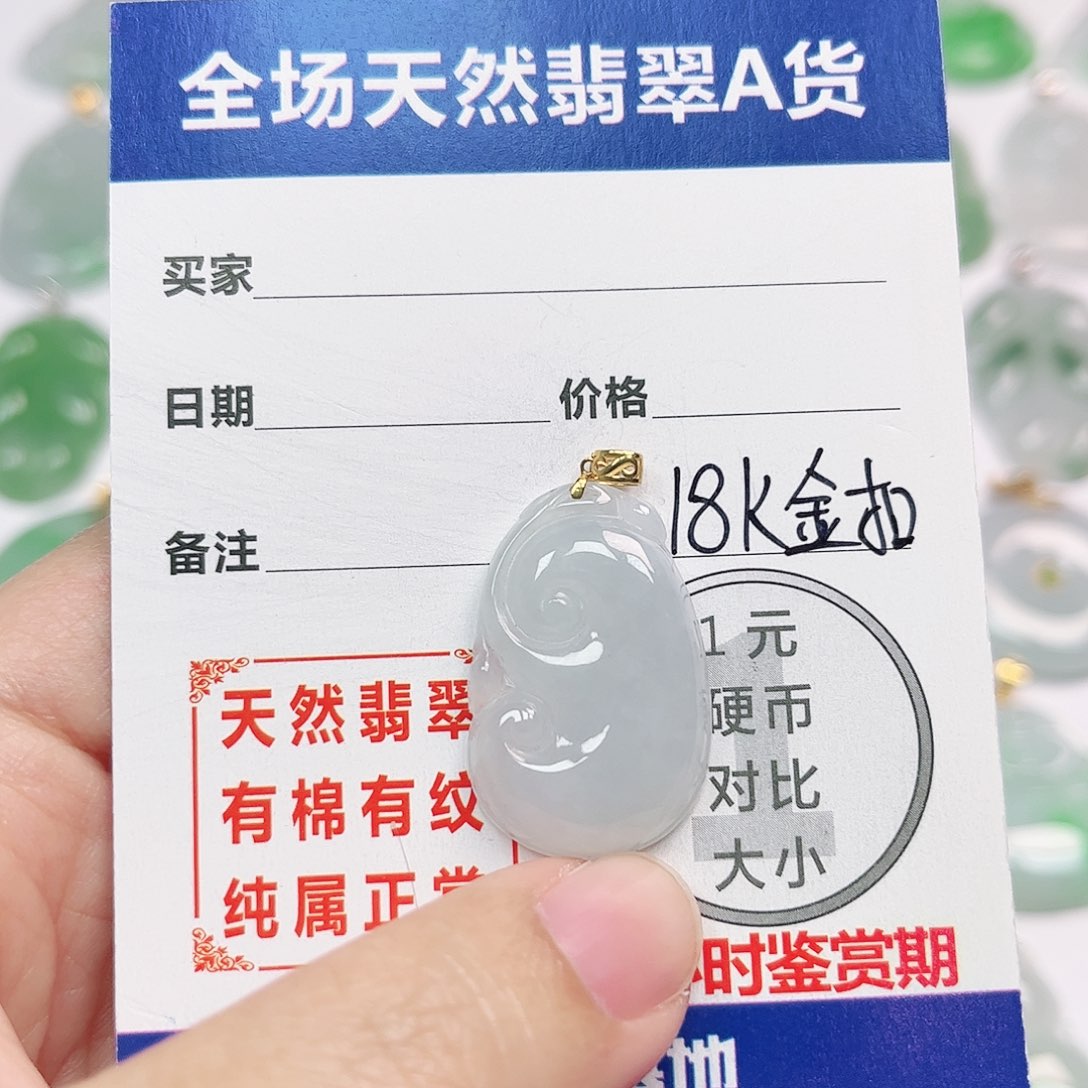 全场天然翡翠A货
买家
日期 价格
备注 18K金扣
1元
硬币
对比
大小
天然翡翠
有棉有纹
纯属正常
时鉴赏期